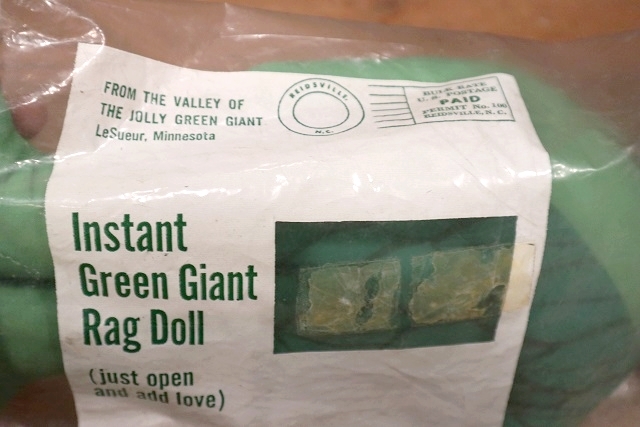 FROM THE VALLEY OF
THE JOLLY GREEN GIANT
LeSueur, Minnesota
REIDSVILLE,
N.C.
BULK RATE
U.S. POSTAGE
PAID
PERMIT No. 106
REIDSVILLE, N.C.
Instant
Green Giant
Rag Doll
(just open
and add love)